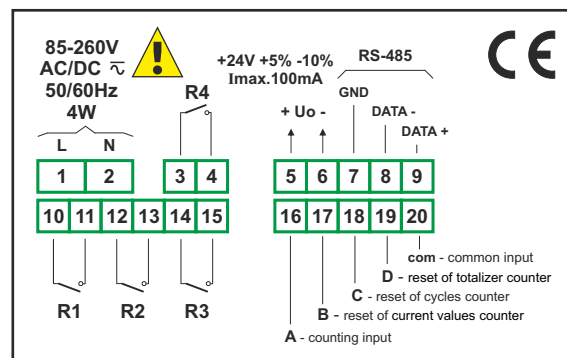 85-260V
AC/DC ⎓∿
50/60Hz
4W
L N
+24V +5% -10%
Imax.100mA
RS-485
CE
R4
+ Uo -
GND
DATA -
DATA +
1 2 3 4 5 6 7 8 9
10 11 12 13 14 15 16 17 18 19 20
R1 R2 R3
com - common input
D - reset of totalizer counter
C - reset of cycles counter
B - reset of current values counter
A - counting input